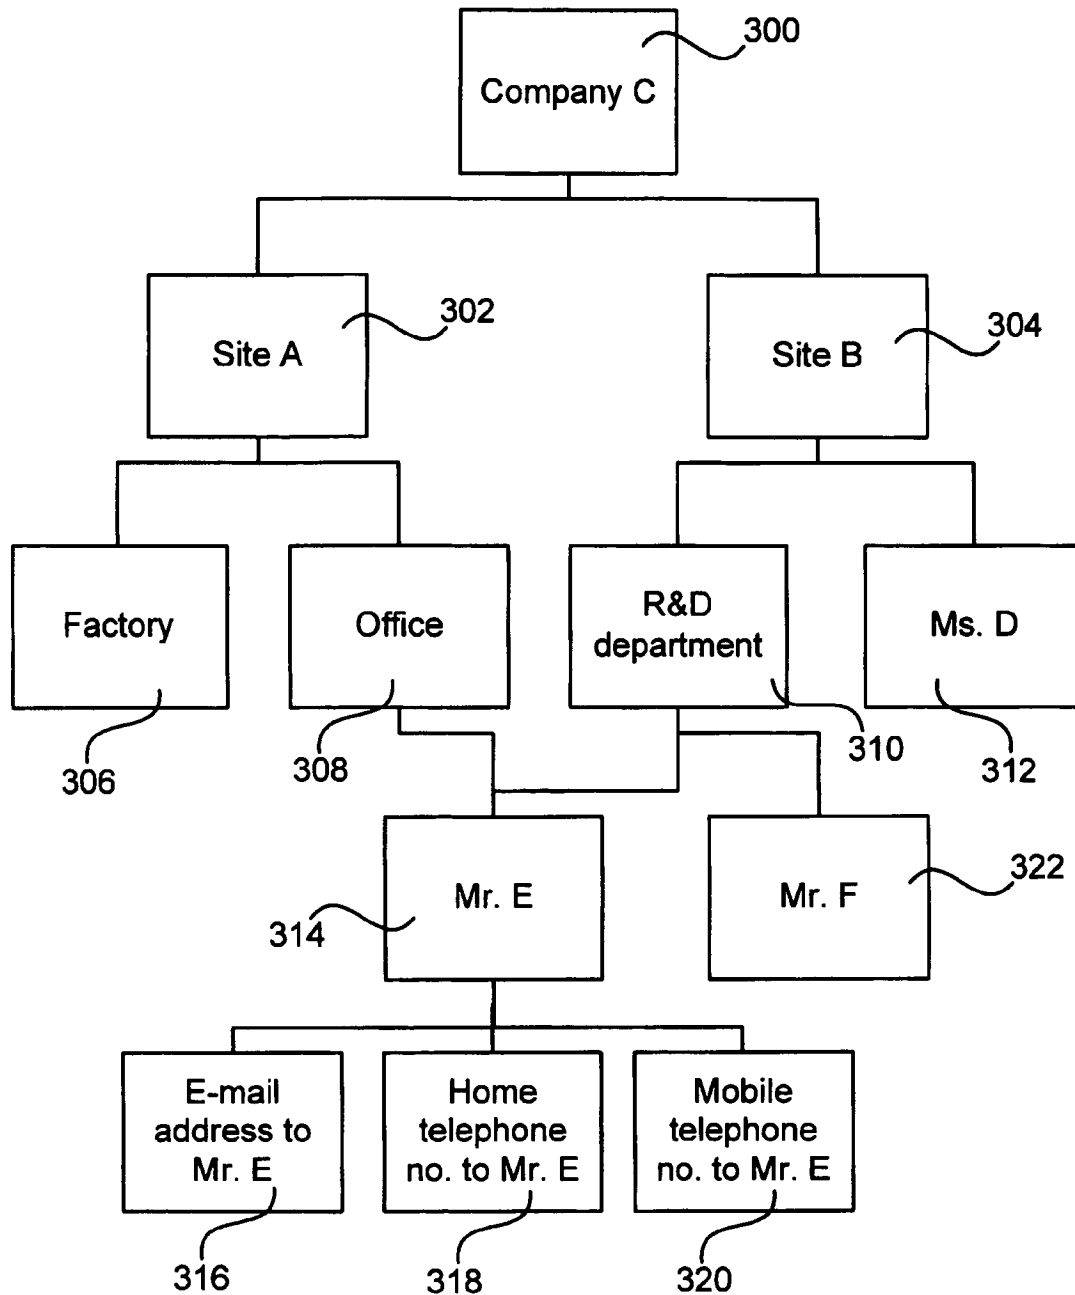 300
Company C
302
Site A
304
Site B
Factory
Office
R&D
department
Ms. D
306
308
310
312
Mr. E
314
Mr. F
322
E-mail
address to
Mr. E
Home
telephone
no. to Mr. E
Mobile
telephone
no. to Mr. E
316
318
320